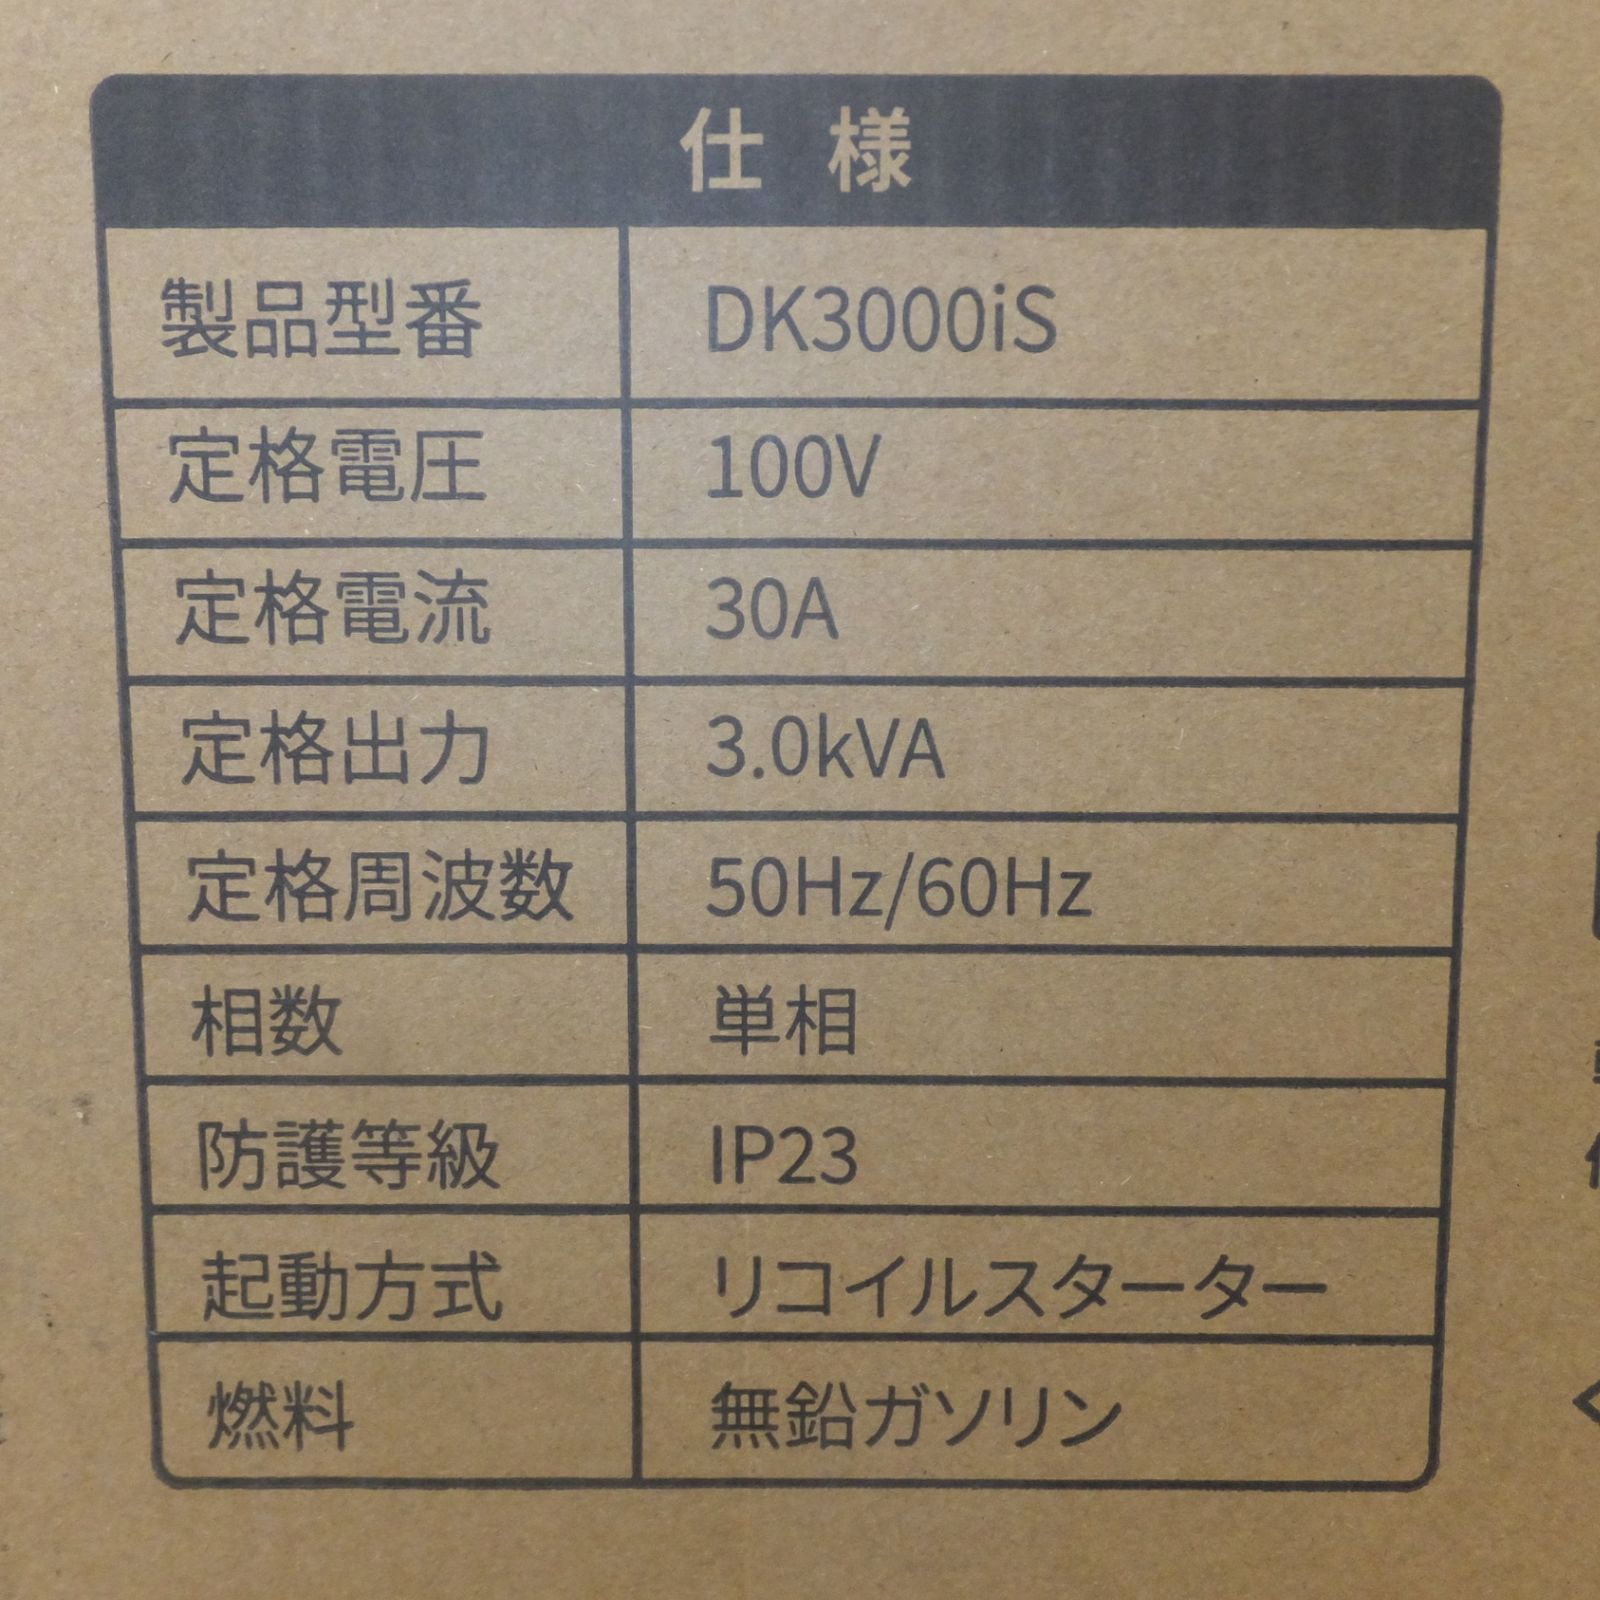 仕様
製品型番 DK3000iS
定格電圧 100V
定格電流 30A
定格出力 3.0kVA
定格周波数 50Hz/60Hz
相数 単相
防護等級 IP23
起動方式 リコイルスターター
燃料 無鉛ガソリン